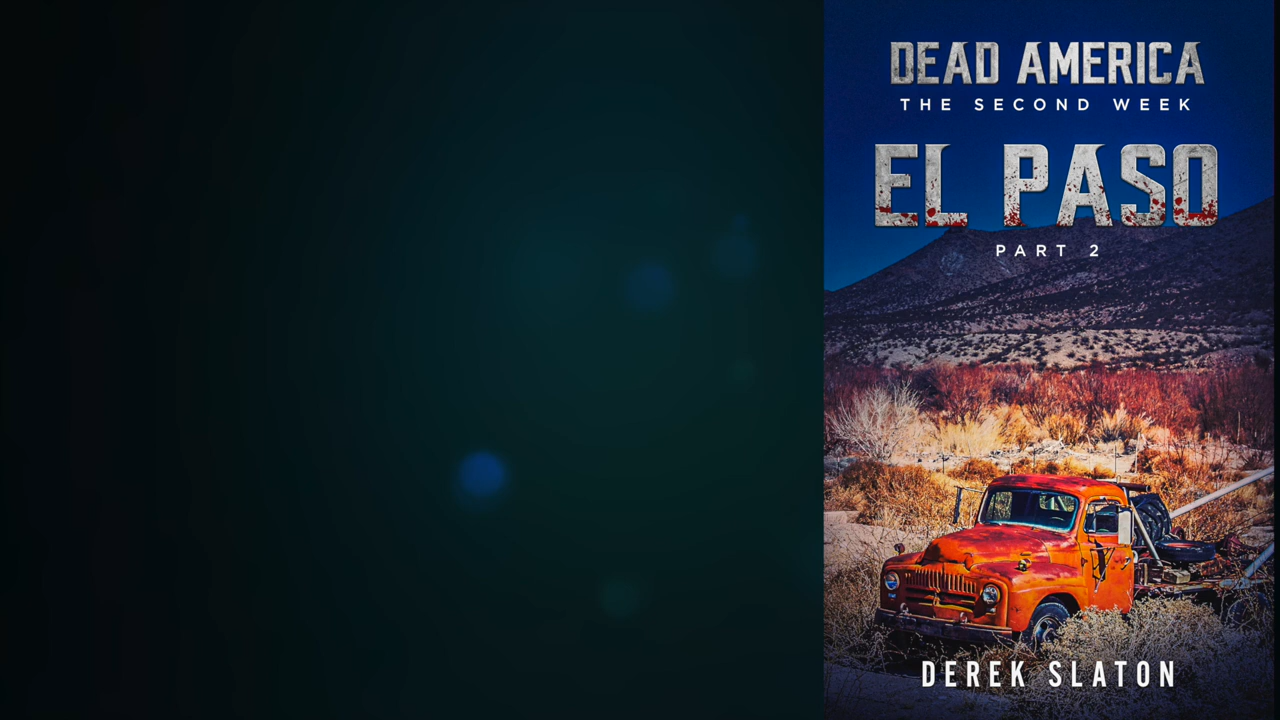 DEAD AMERICA
THE SECOND WEEK
EL PASO
PART 2
DEREK SLATON